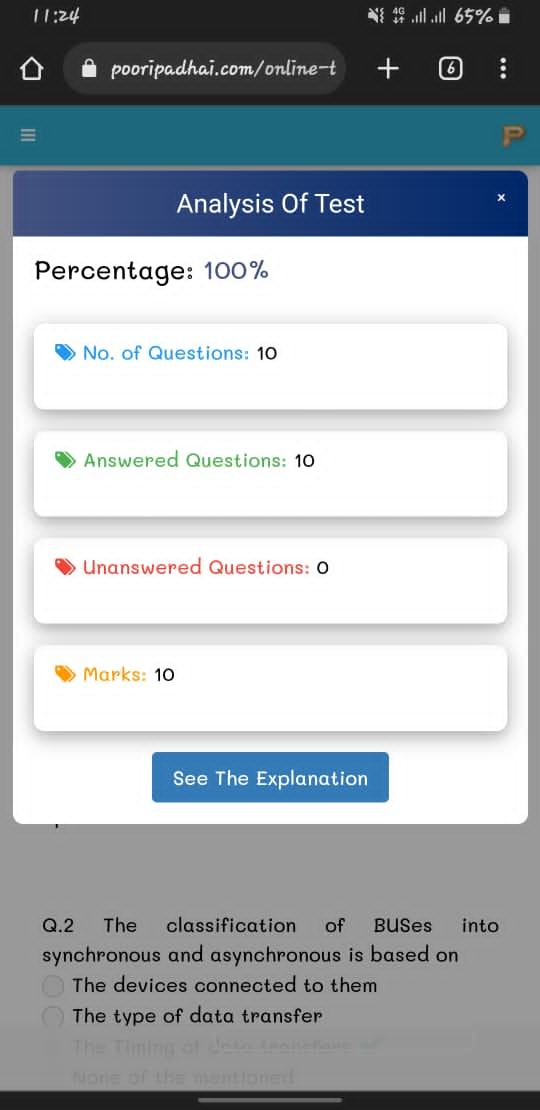 11:24
4G
65%
pooripadhai.com/online-t
6
P
Analysis Of Test
×
Percentage: 100%
No. of Questions: 10
Answered Questions: 10
Unanswered Questions: 0
Marks: 10
See The Explanation
Q.2 The classification of BUSes into
synchronous and asynchronous is based on
The devices connected to them
The type of data transfer
The Timing of data transfers
None of the mentioned